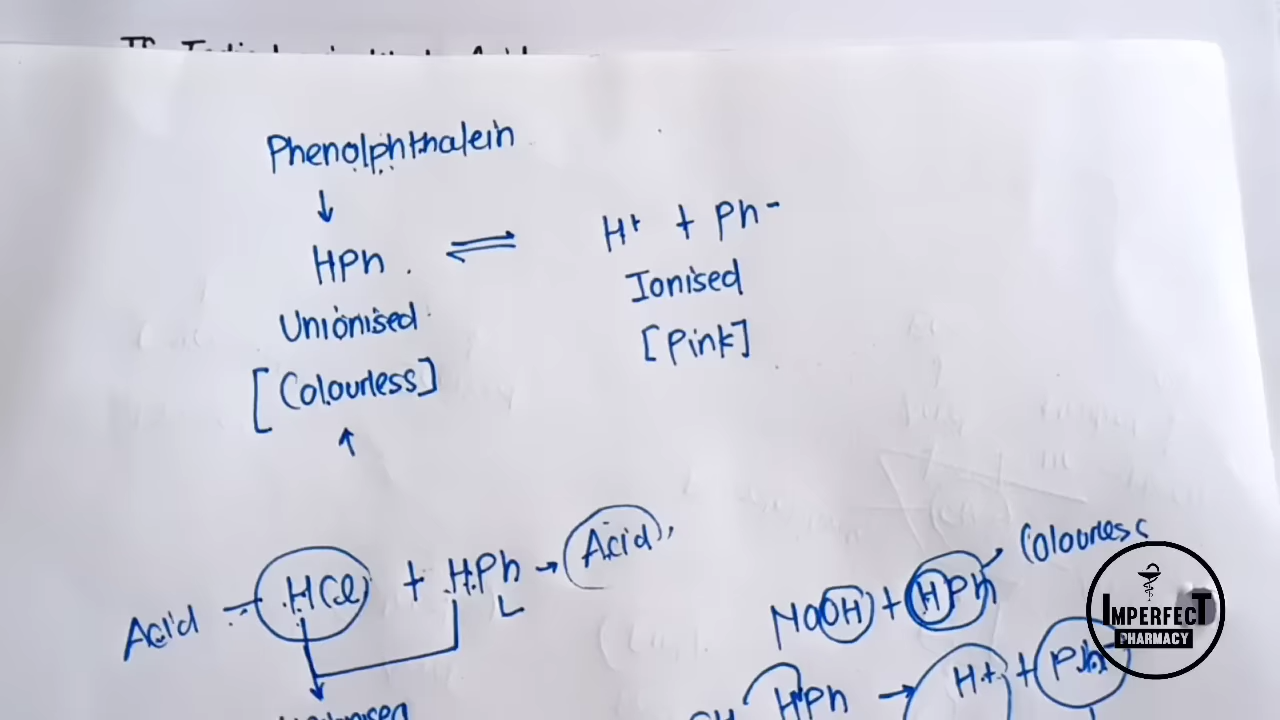 Phenolphthalein
↓
HPh ⇌ H+ + Ph-
Unionised Ionised
[Colourless] [Pink]
↑
Acid - HCl + HPh → Acid
NaOH + HPh → Colourless
HPh → H+ + Ph-
IMPERFECT
PHARMACY